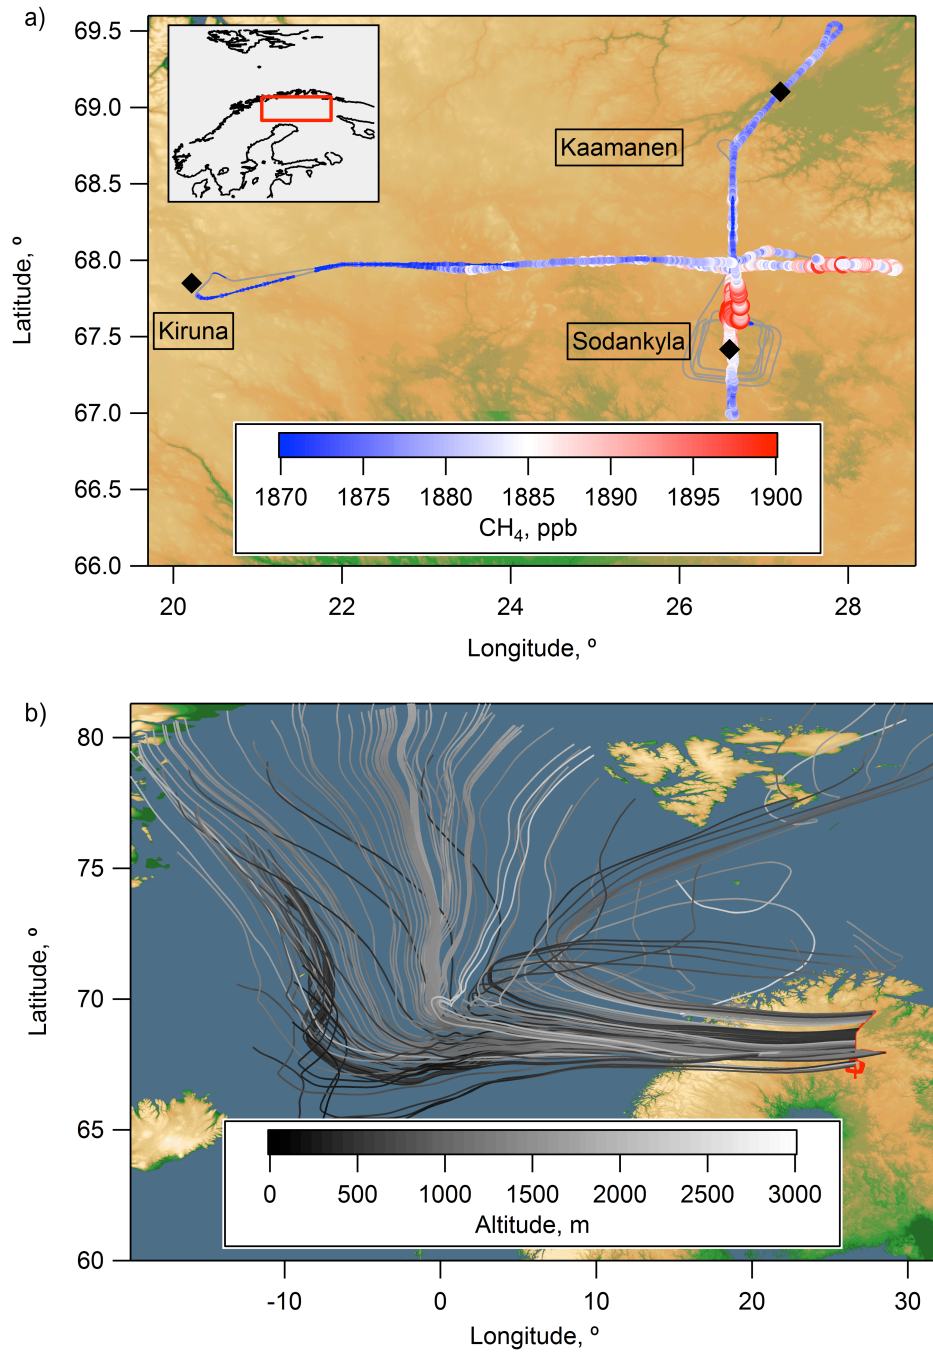 a)
69.5
69.0
68.5
68.0
67.5
67.0
66.5
66.0
Latitude, º
Kaamanen
Kiruna
Sodankyla
1870 1875 1880 1885 1890 1895 1900
CH4, ppb
20 22 24 26 28
Longitude, º
b)
80
75
70
65
60
Latitude, º
0 500 1000 1500 2000 2500 3000
Altitude, m
-10 0 10 20 30
Longitude, º